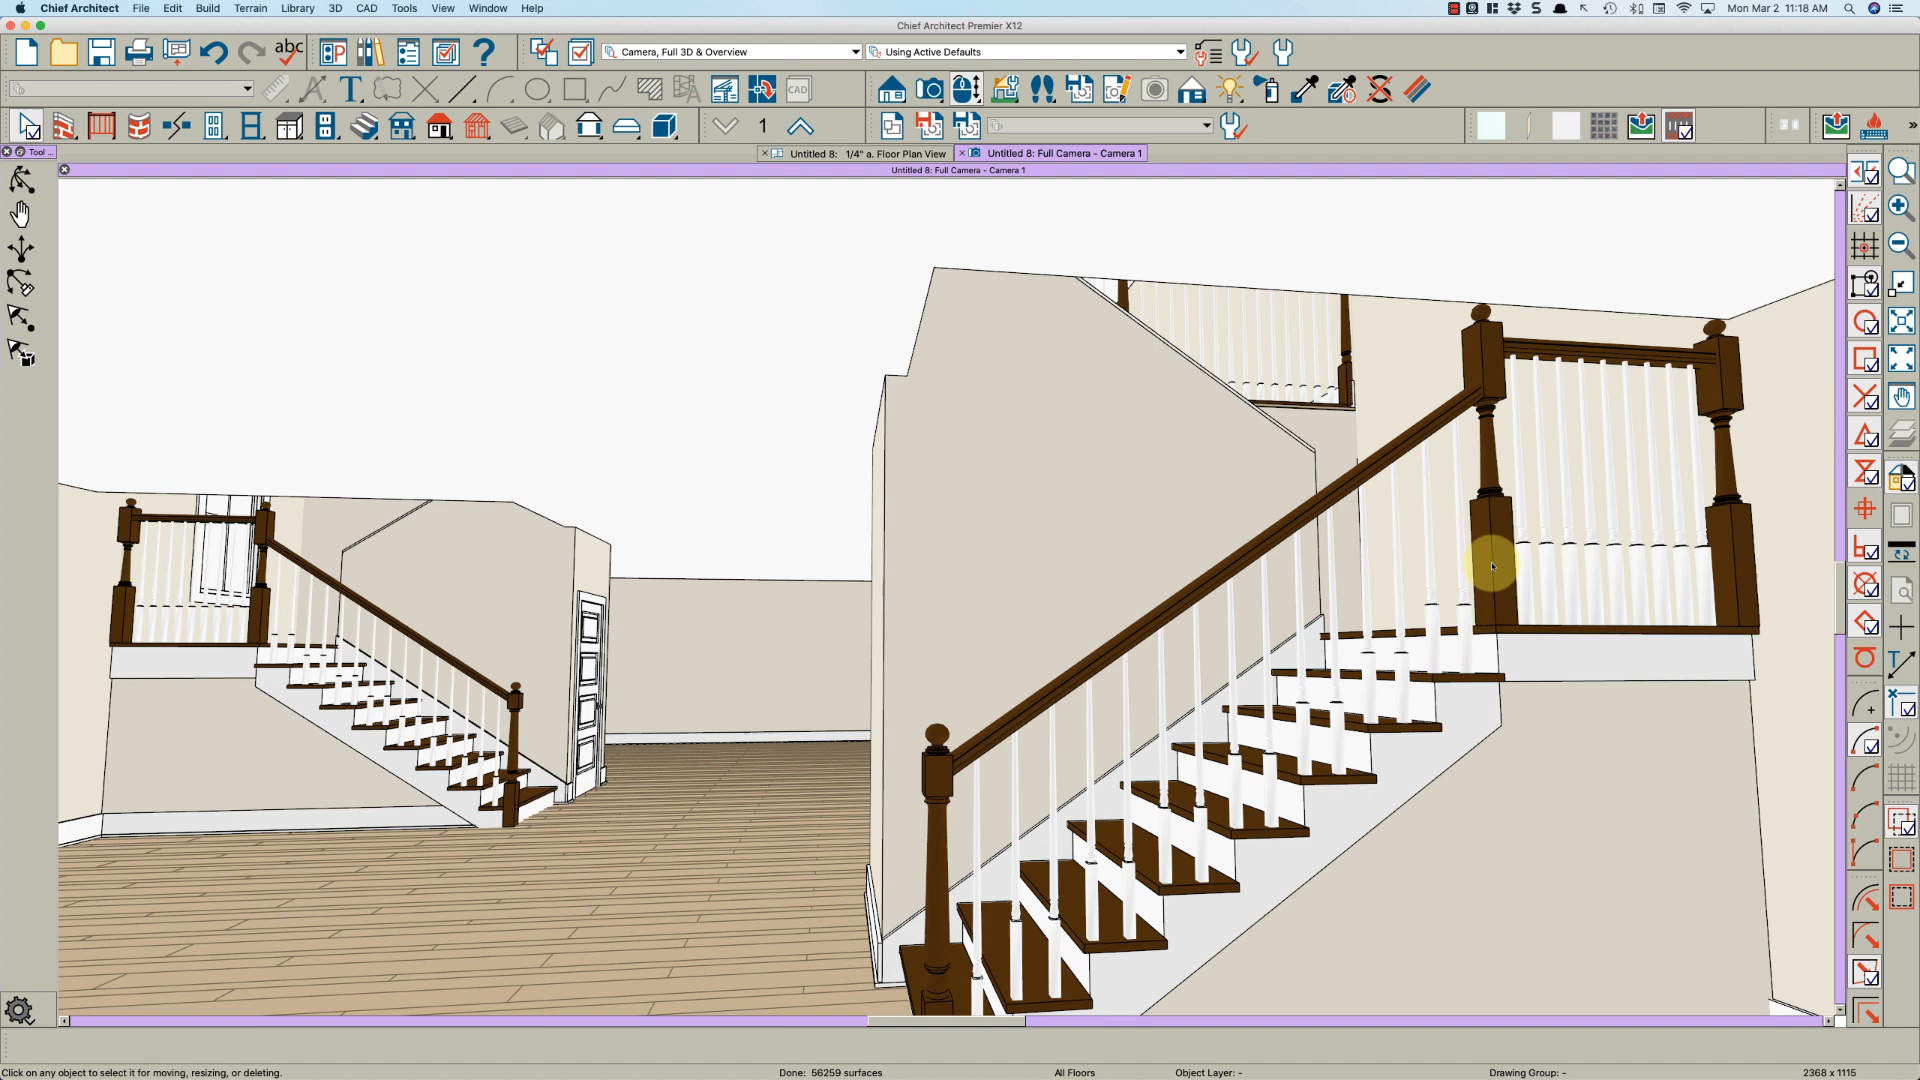 Chief Architect File Edit Build Terrain Library 3D CAD Tools View Window Help Mon Mar 2 11:18 AM
Chief Architect Premier X12
abc Camera, Full 3D & Overview Using Active Defaults
CAD
1
Tool ... Untitled 8: 1/4" a. Floor Plan View Untitled 8: Full Camera - Camera 1
Untitled 8: Full Camera - Camera 1
Click on any object to select it for moving, resizing, or deleting. Done: 56259 surfaces All Floors Object Layer: - Drawing Group: - 2368 x 1115